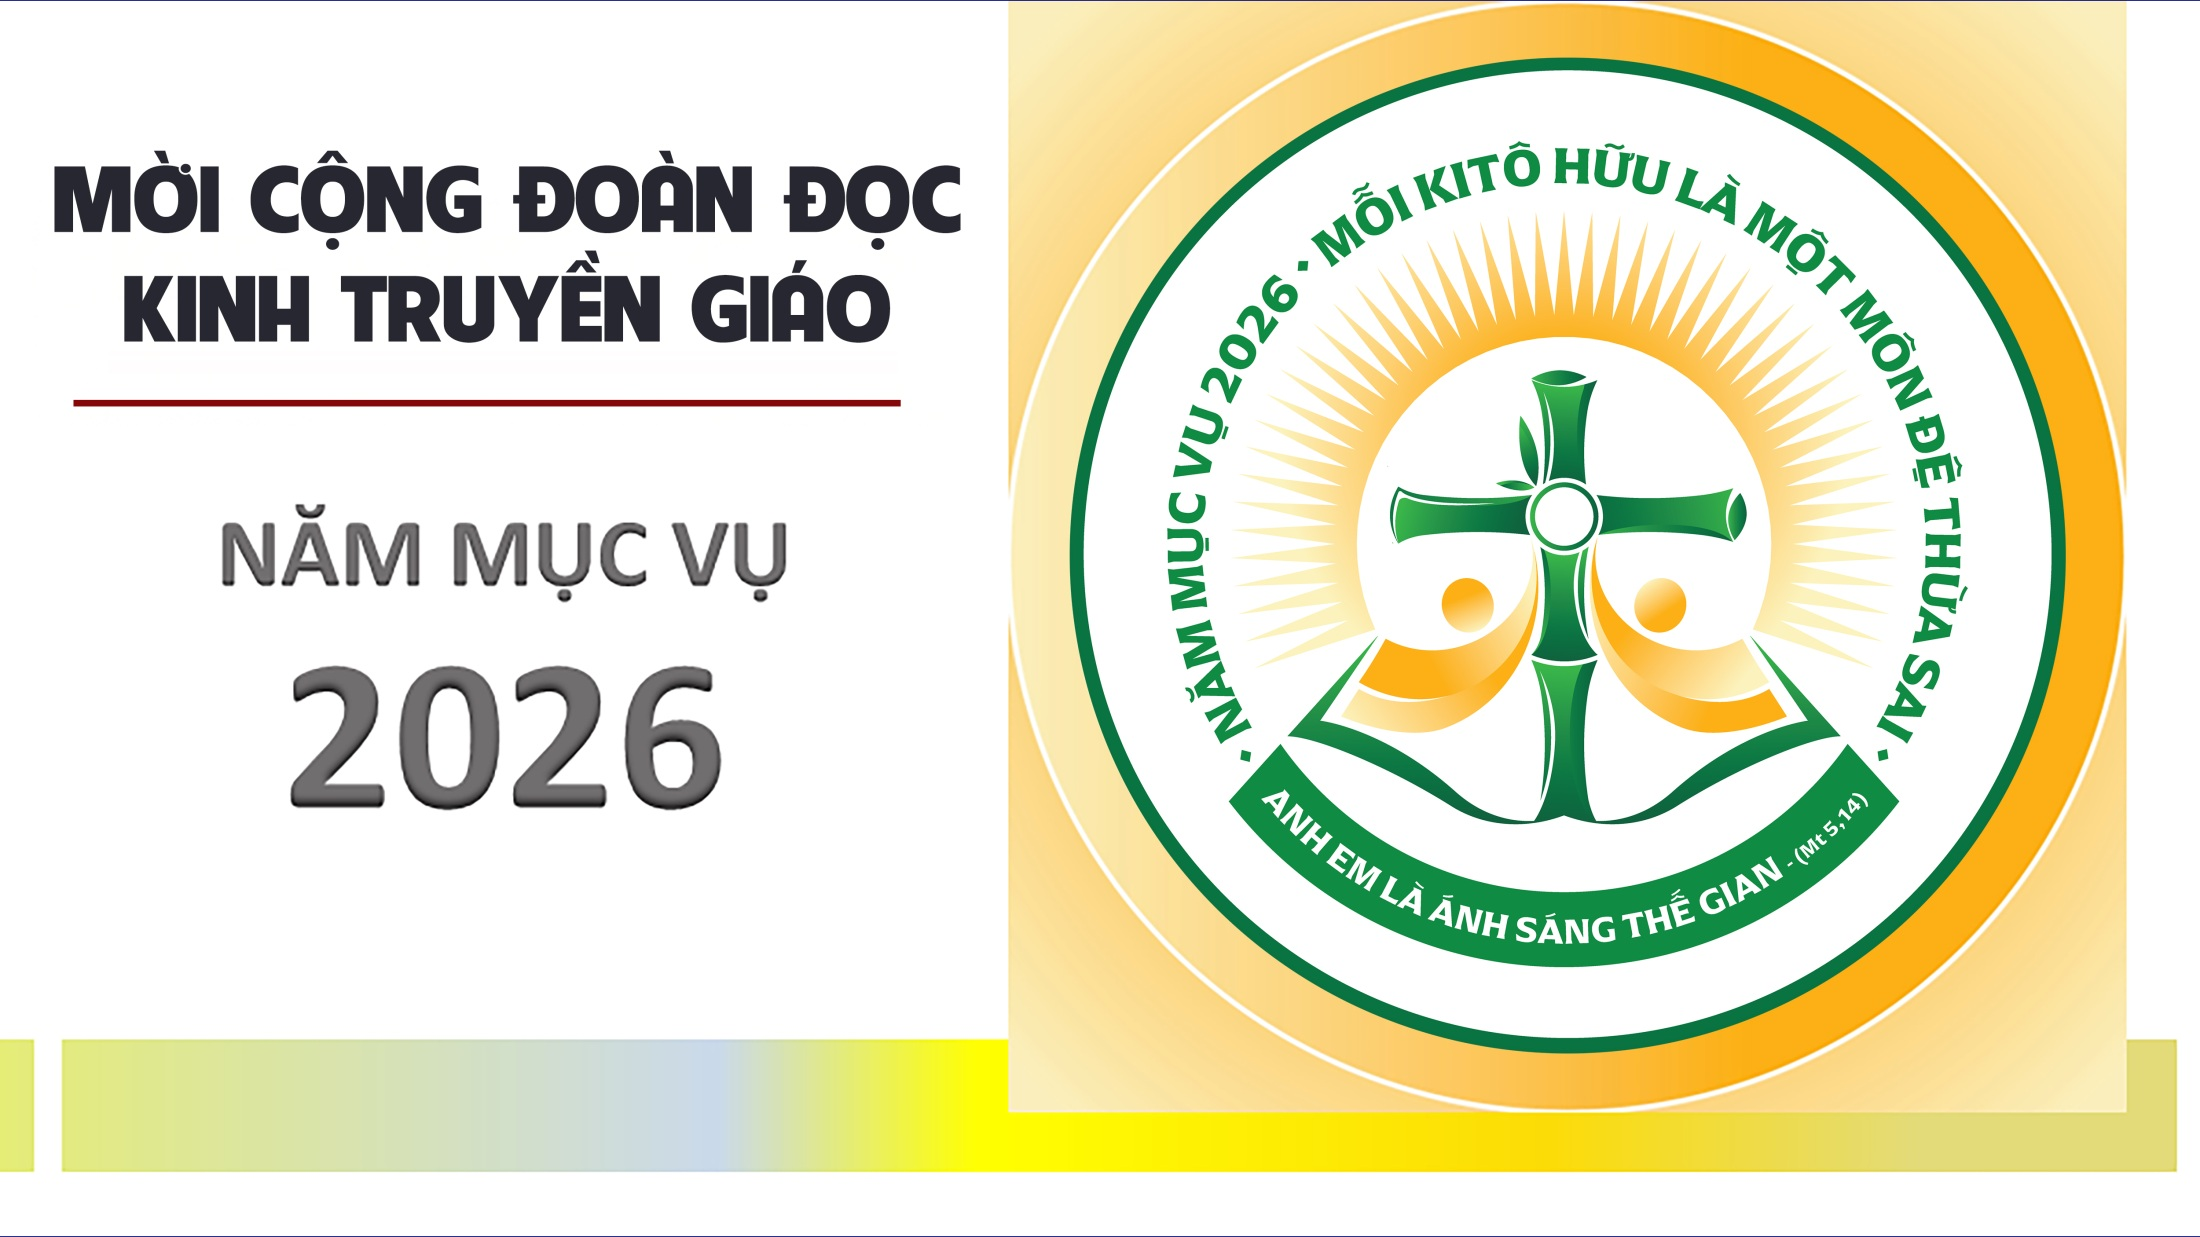 MỜI CỘNG ĐOÀN ĐỌC
KINH TRUYỀN GIÁO
NĂM MỤC VỤ
2026
• NĂM MỤC VỤ 2026 • MỖI KITÔ HỮU LÀ MỘT MÔN ĐỆ THỪA SAI •
ANH EM LÀ ÁNH SÁNG THẾ GIAN - (Mt 5,14)